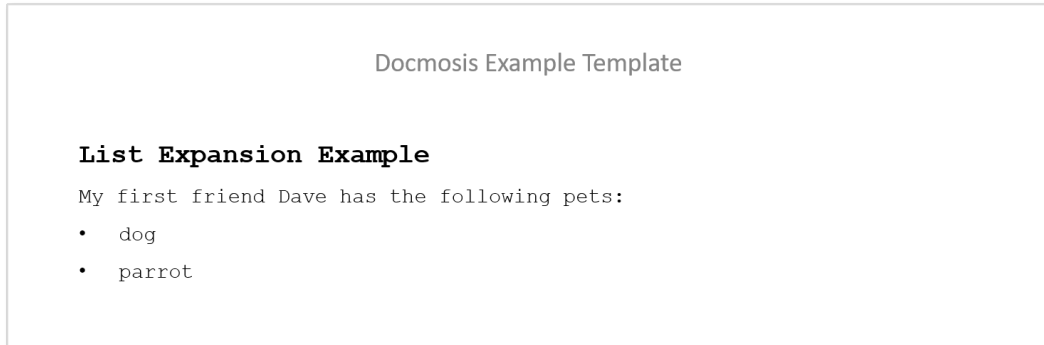 Docmosis Example Template
List Expansion Example
My first friend Dave has the following pets:
• dog
• parrot